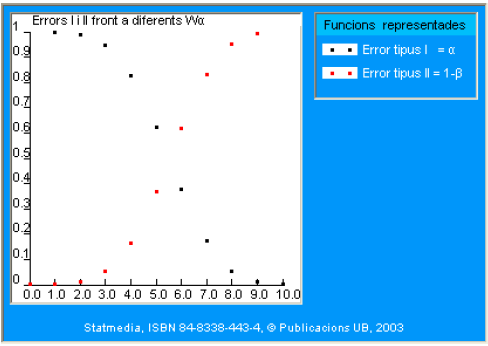 Errors I i II front a diferents Wα
1
0.9
0.8
0.7
0.6
0.5
0.4
0.3
0.2
0.1
0
0.0 1.0 2.0 3.0 4.0 5.0 6.0 7.0 8.0 9.0 10.0
Funcions representades
Error tipus I = α
Error tipus II = 1-β
Statmedia, ISBN 84-8338-443-4, © Publicacions UB, 2003